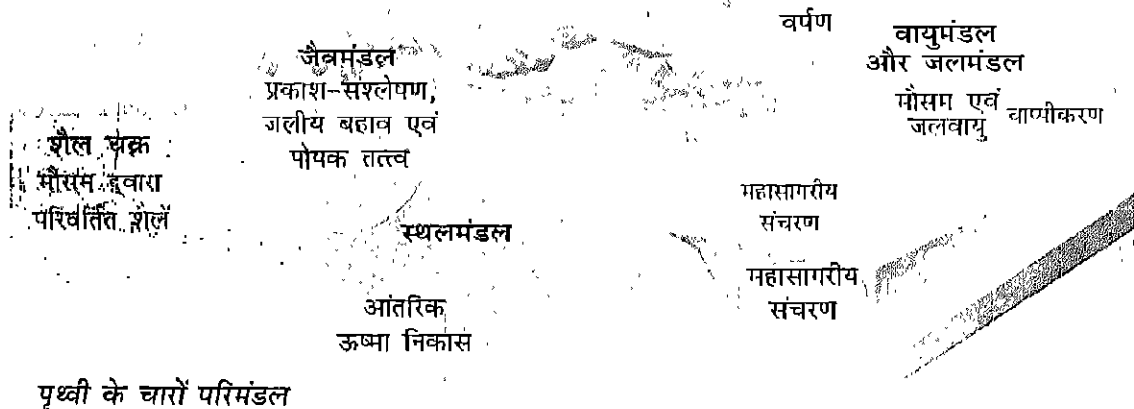 वर्षण
वायुमंडल
और जलमंडल
मौसम एवं
जलवायु
वाष्पीकरण
जैवमंडल
प्रकाश-संश्लेषण,
जलीय बहाव एवं
पोषक तत्त्व
शैल चक्र
मौसम द्वारा
परिवर्तित शैलें
महासागरीय
संचरण
स्थलमंडल
महासागरीय
संचरण
आंतरिक
ऊष्मा निकास
पृथ्वी के चारों परिमंडल